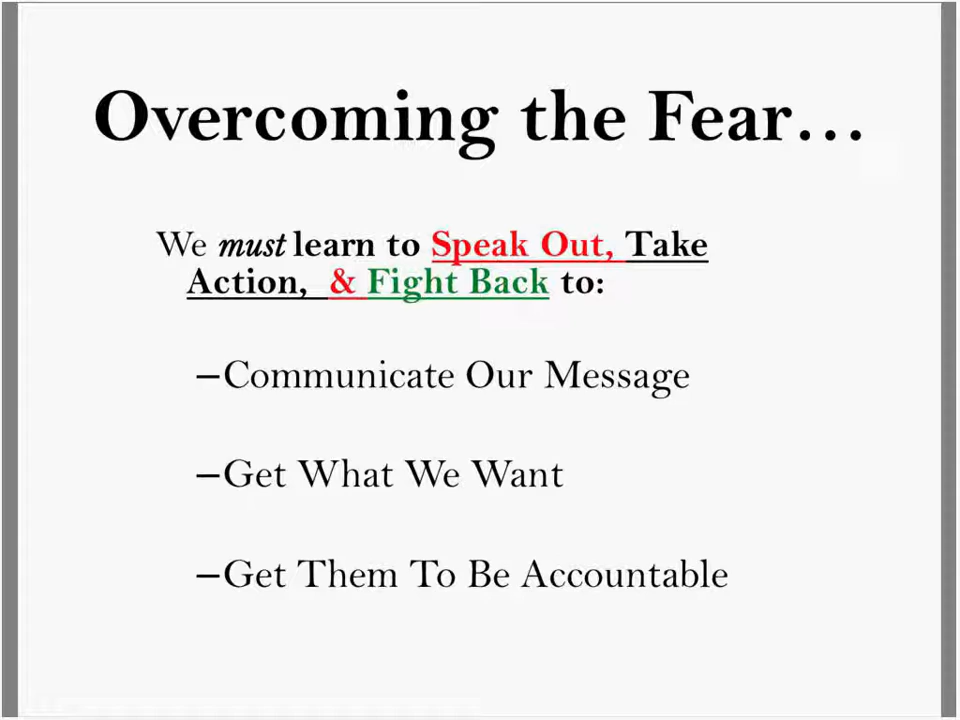 Overcoming the Fear…
We must learn to Speak Out, Take
Action, & Fight Back to:
–Communicate Our Message
–Get What We Want
–Get Them To Be Accountable